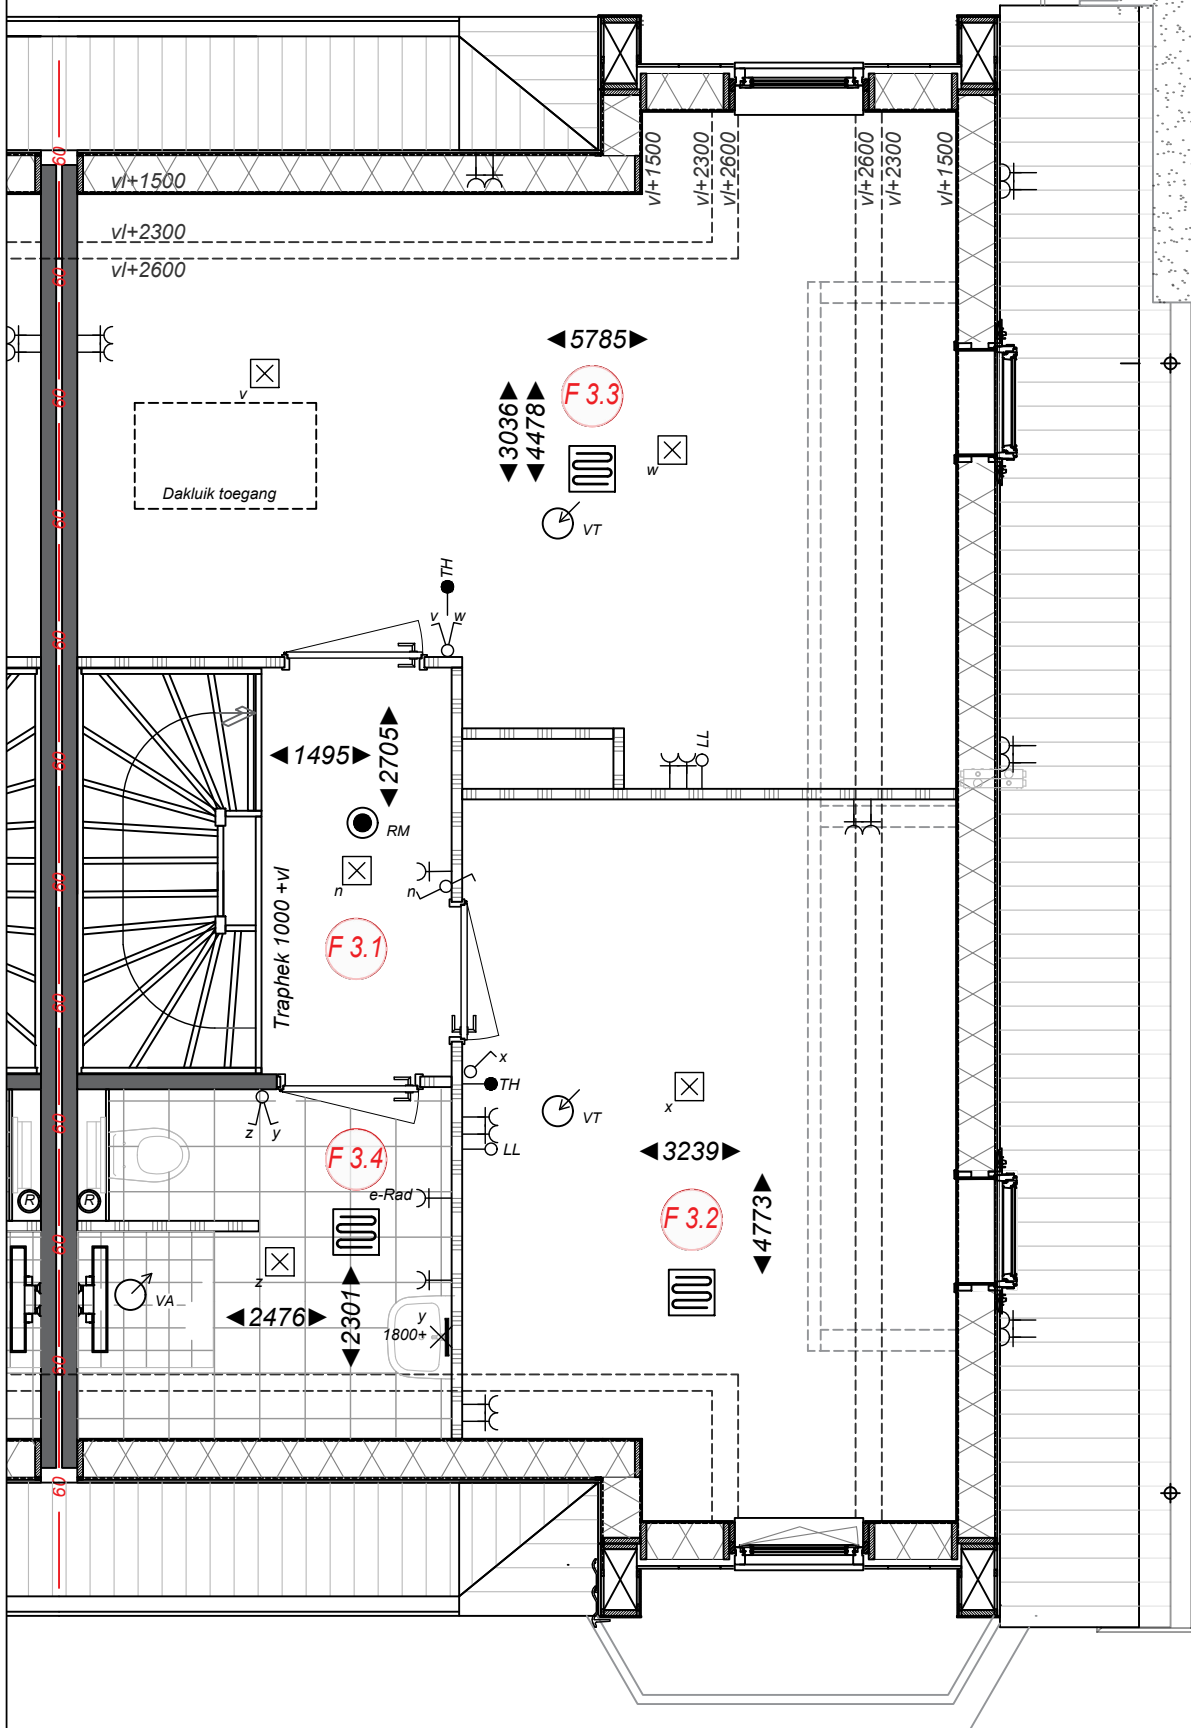 60
vl+1500
vl+2300
vl+2600
vl+1500
vl+2300
vl+2600
vl+2600
vl+2300
vl+1500
60
5785
F 3.3
3036
4478
v
w
60
Dakluik toegang
60
VT
TH
v w
60
1495
2705
LL
60
RM
n
n
60
Traphek 1000 +vl
F 3.1
60
x
TH
x
VT
60
z y
LL
F 3.4
3239
e-Rad
R
R
F 3.2
4773
60
z
VA
2476
2301
y
1800+
60
60